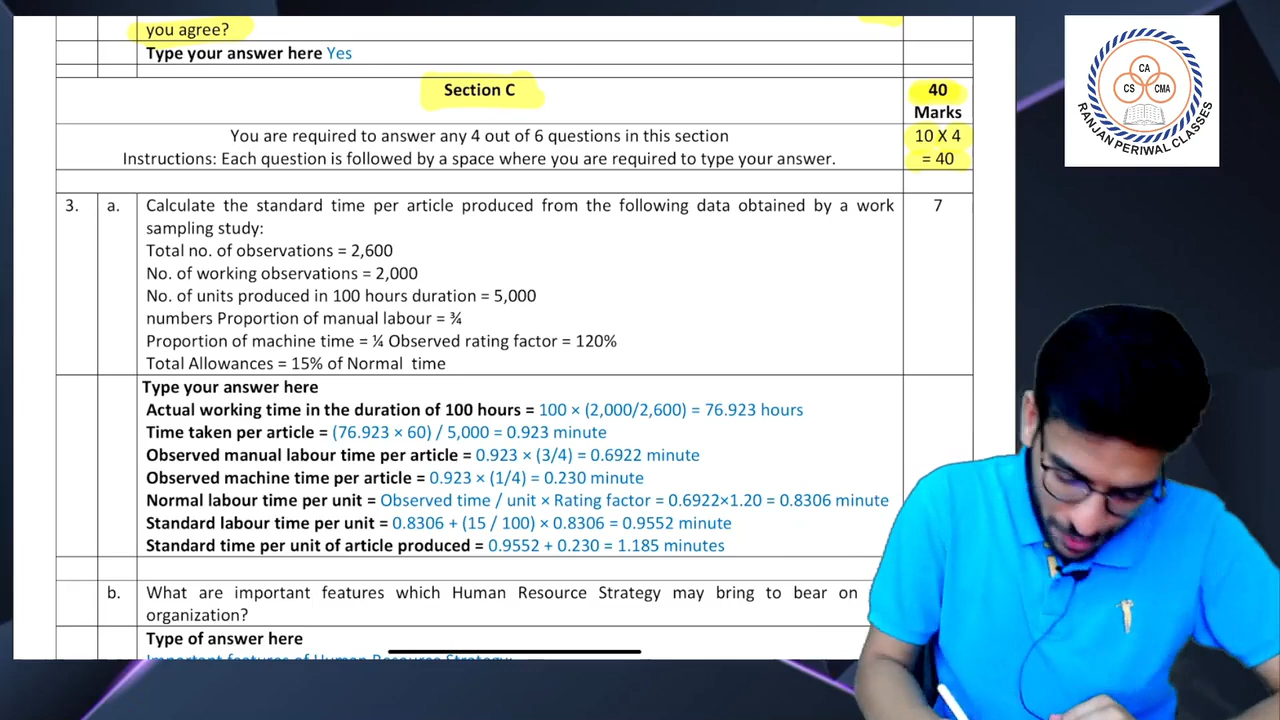 you agree?
Type your answer here Yes
Section C
40
Marks
You are required to answer any 4 out of 6 questions in this section
10 X 4
Instructions: Each question is followed by a space where you are required to type your answer.
= 40
3. a. Calculate the standard time per article produced from the following data obtained by a work 7
sampling study:
Total no. of observations = 2,600
No. of working observations = 2,000
No. of units produced in 100 hours duration = 5,000
numbers Proportion of manual labour = ¾
Proportion of machine time = ¼ Observed rating factor = 120%
Total Allowances = 15% of Normal time
Type your answer here
Actual working time in the duration of 100 hours = 100 × (2,000/2,600) = 76.923 hours
Time taken per article = (76.923 × 60) / 5,000 = 0.923 minute
Observed manual labour time per article = 0.923 × (3/4) = 0.6922 minute
Observed machine time per article = 0.923 × (1/4) = 0.230 minute
Normal labour time per unit = Observed time / unit × Rating factor = 0.6922×1.20 = 0.8306 minute
Standard labour time per unit = 0.8306 + (15 / 100) × 0.8306 = 0.9552 minute
Standard time per unit of article produced = 0.9552 + 0.230 = 1.185 minutes
b. What are important features which Human Resource Strategy may bring to bear on
organization?
Type of answer here
Important features of Human Resource Strategy:
CA
CS CMA
RANJAN PERIWAL CLASSES